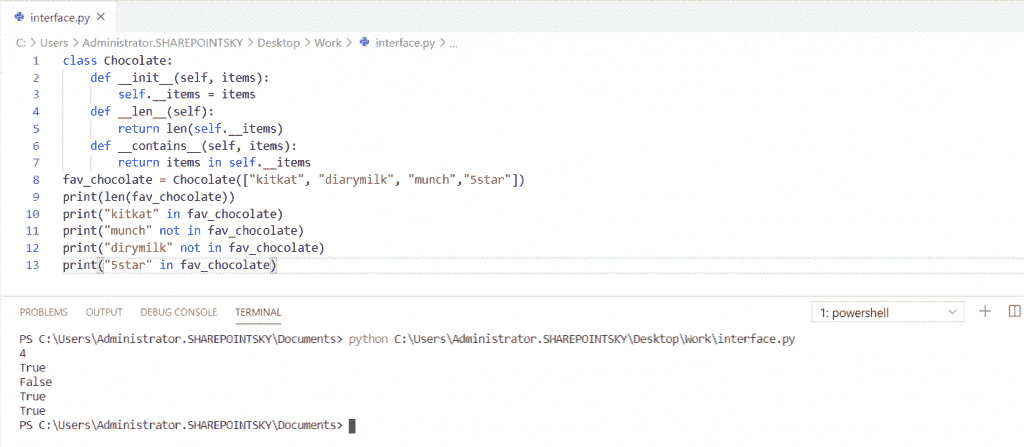 interface.py ×
C: > Users > Administrator.SHAREPOINTSKY > Desktop > Work > interface.py > ...
1 class Chocolate:
2 def __init__(self, items):
3 self.__items = items
4 def __len__(self):
5 return len(self.__items)
6 def __contains__(self, items):
7 return items in self.__items
8 fav_chocolate = Chocolate(["kitkat", "diarymilk", "munch","5star"])
9 print(len(fav_chocolate))
10 print("kitkat" in fav_chocolate)
11 print("munch" not in fav_chocolate)
12 print("dirymilk" not in fav_chocolate)
13 print("5star" in fav_chocolate)
PROBLEMS OUTPUT DEBUG CONSOLE TERMINAL 1: powershell
PS C:\Users\Administrator.SHAREPOINTSKY\Documents> python C:\Users\Administrator.SHAREPOINTSKY\Desktop\Work\interface.py
4
True
False
True
True
PS C:\Users\Administrator.SHAREPOINTSKY\Documents>